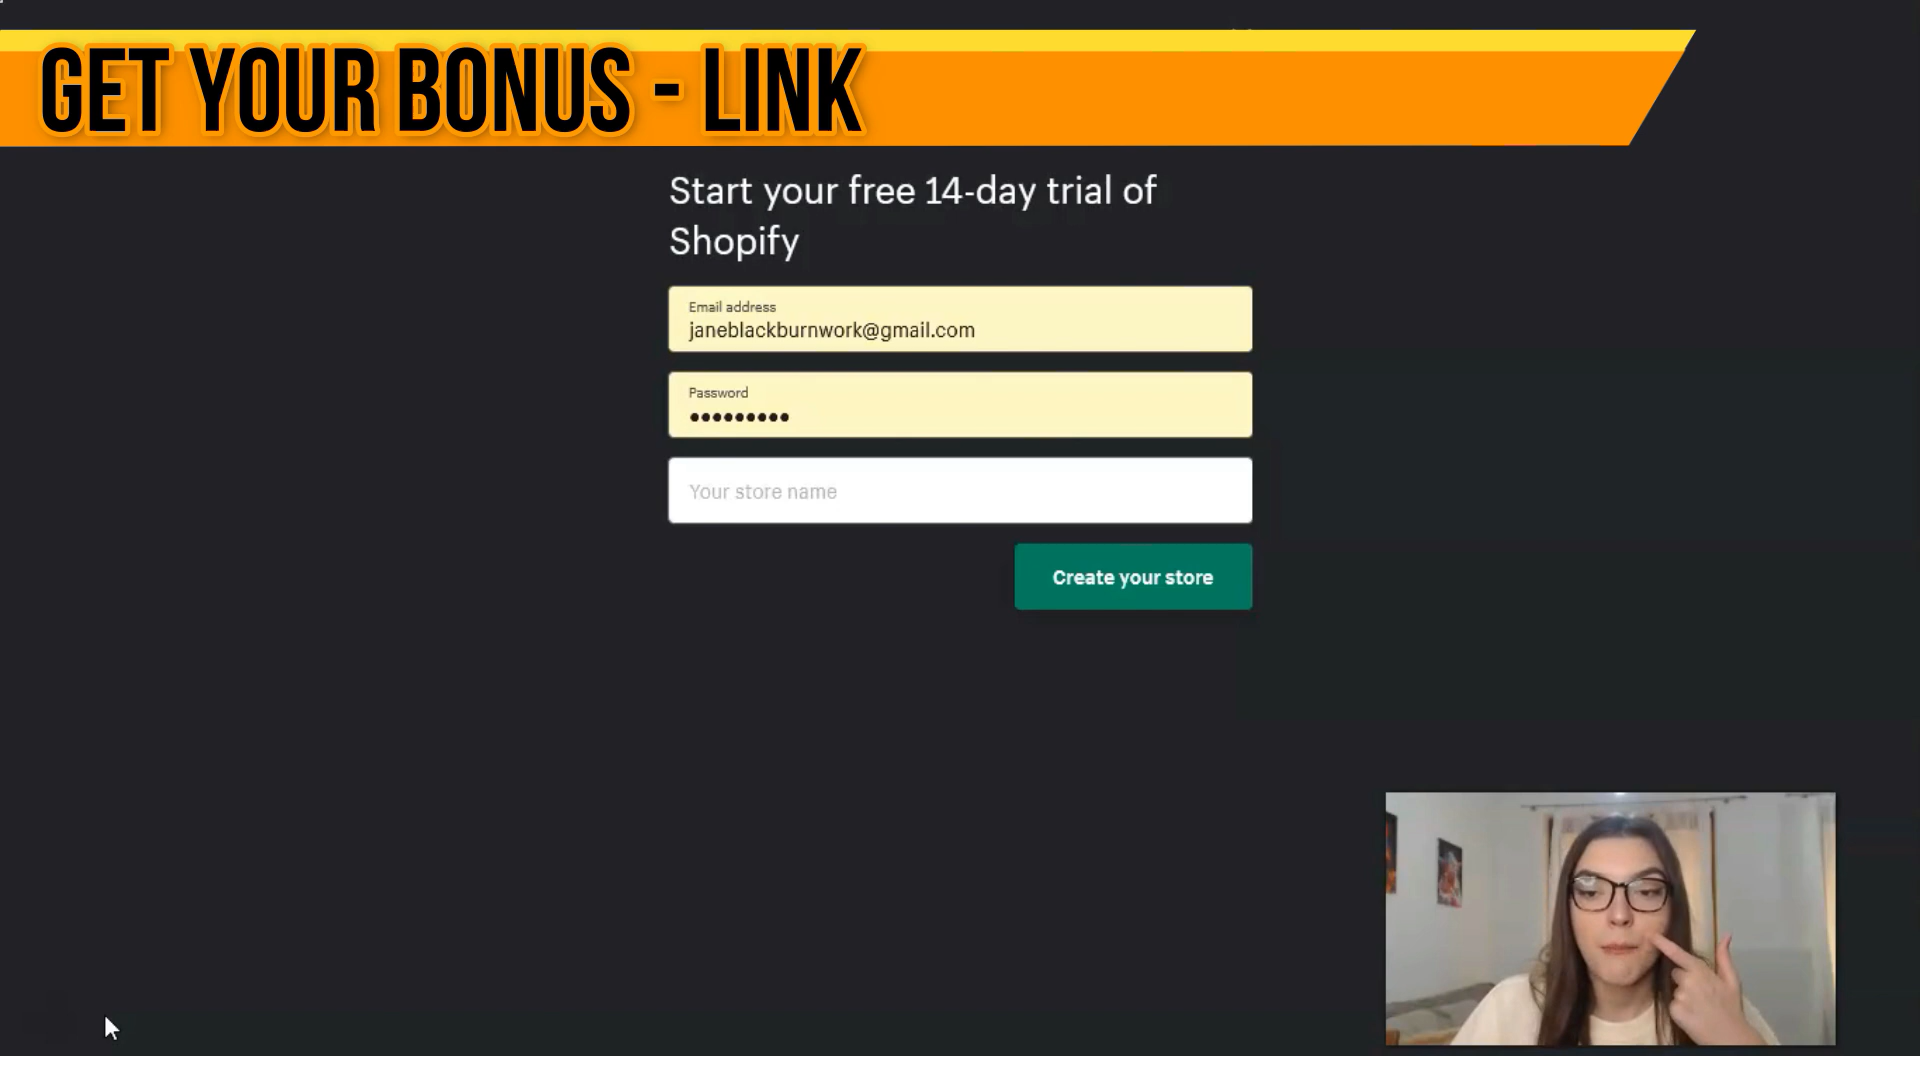 GET YOUR BONUS - LINK
Start your free 14-day trial of
Shopify
Email address
janeblackburnwork@gmail.com
Password
•••••••••
Your store name
Create your store